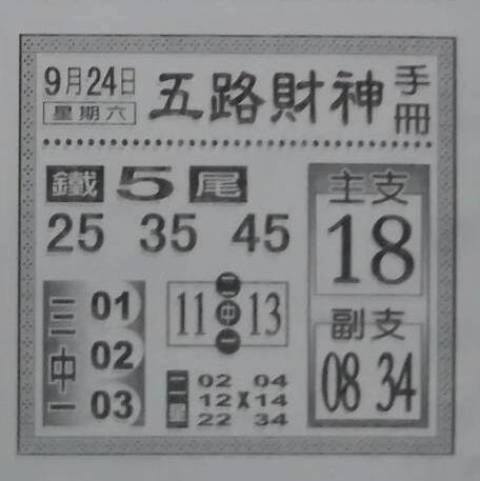 9月24日
星期六
五路財神
手冊
鐵5尾
25 35 45
主支
18
三中一
01
02
03
11 二中一 13
副支
08 34
02 04
12 X 14
22 34